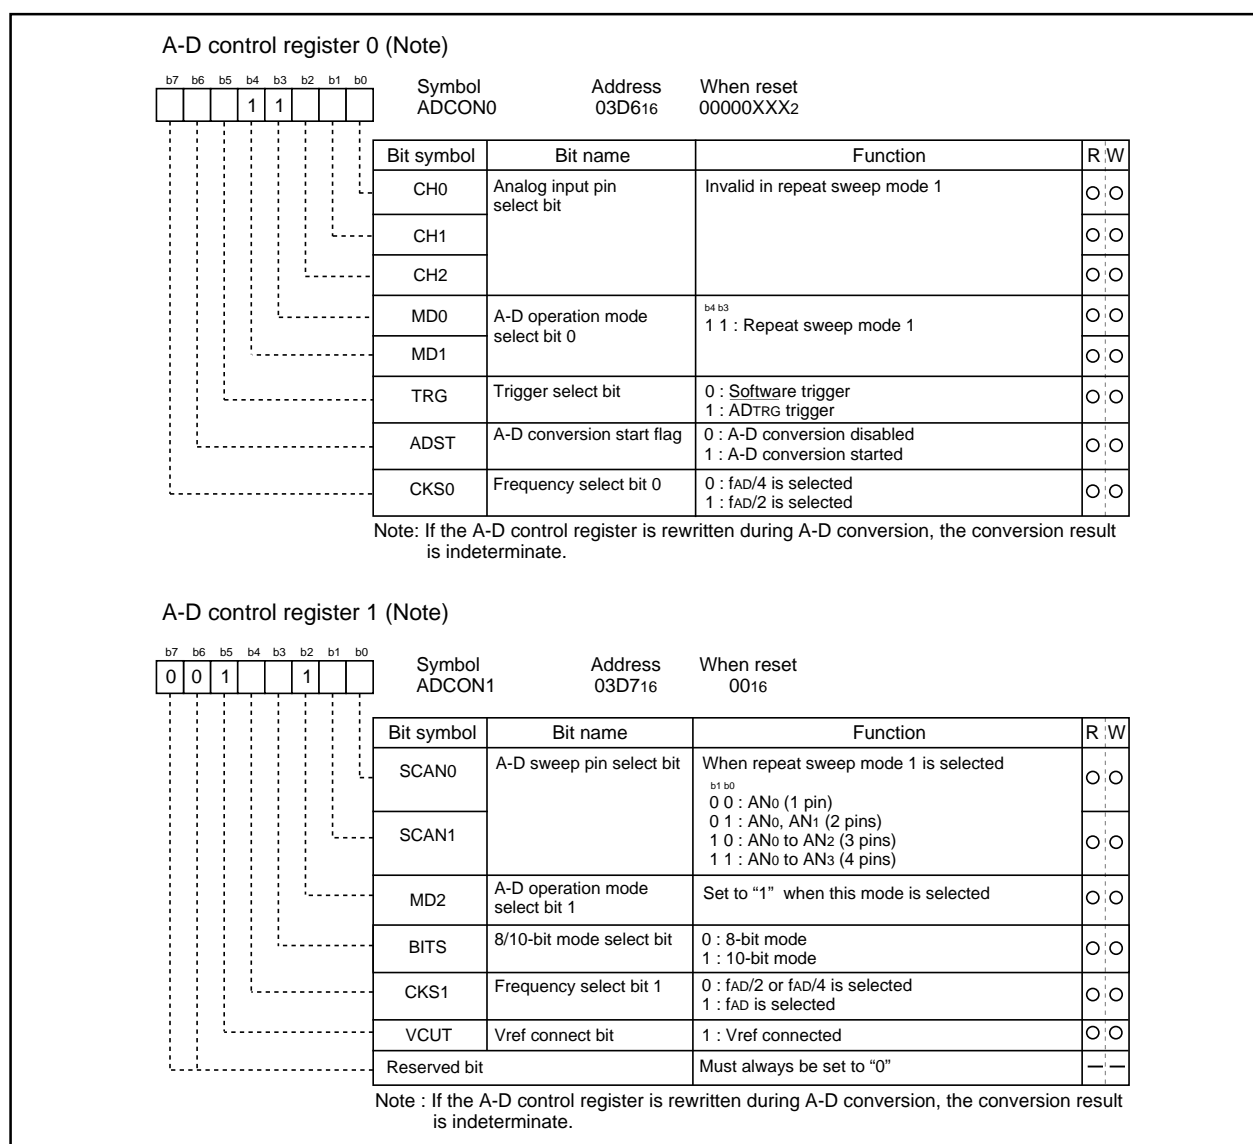 A-D control register 0 (Note)
b7 b6 b5 b4 b3 b2 b1 b0
1 1
Symbol Address When reset
ADCON0 03D616 00000XXX2
Bit symbol Bit name Function R W
CH0 Analog input pin Invalid in repeat sweep mode 1
select bit
CH1
CH2
MD0 A-D operation mode b4 b3
select bit 0 1 1 : Repeat sweep mode 1
MD1
TRG Trigger select bit 0 : Software trigger
1 : ADTRG trigger
ADST A-D conversion start flag 0 : A-D conversion disabled
1 : A-D conversion started
CKS0 Frequency select bit 0 0 : fAD/4 is selected
1 : fAD/2 is selected
Note: If the A-D control register is rewritten during A-D conversion, the conversion result
is indeterminate.
A-D control register 1 (Note)
b7 b6 b5 b4 b3 b2 b1 b0
0 0 1 1
Symbol Address When reset
ADCON1 03D716 0016
Bit symbol Bit name Function R W
SCAN0 A-D sweep pin select bit When repeat sweep mode 1 is selected
b1 b0
0 0 : AN0 (1 pin)
0 1 : AN0, AN1 (2 pins)
SCAN1 1 0 : AN0 to AN2 (3 pins)
1 1 : AN0 to AN3 (4 pins)
MD2 A-D operation mode Set to “1” when this mode is selected
select bit 1
BITS 8/10-bit mode select bit 0 : 8-bit mode
1 : 10-bit mode
CKS1 Frequency select bit 1 0 : fAD/2 or fAD/4 is selected
1 : fAD is selected
VCUT Vref connect bit 1 : Vref connected
Reserved bit Must always be set to “0”
Note : If the A-D control register is rewritten during A-D conversion, the conversion result
is indeterminate.